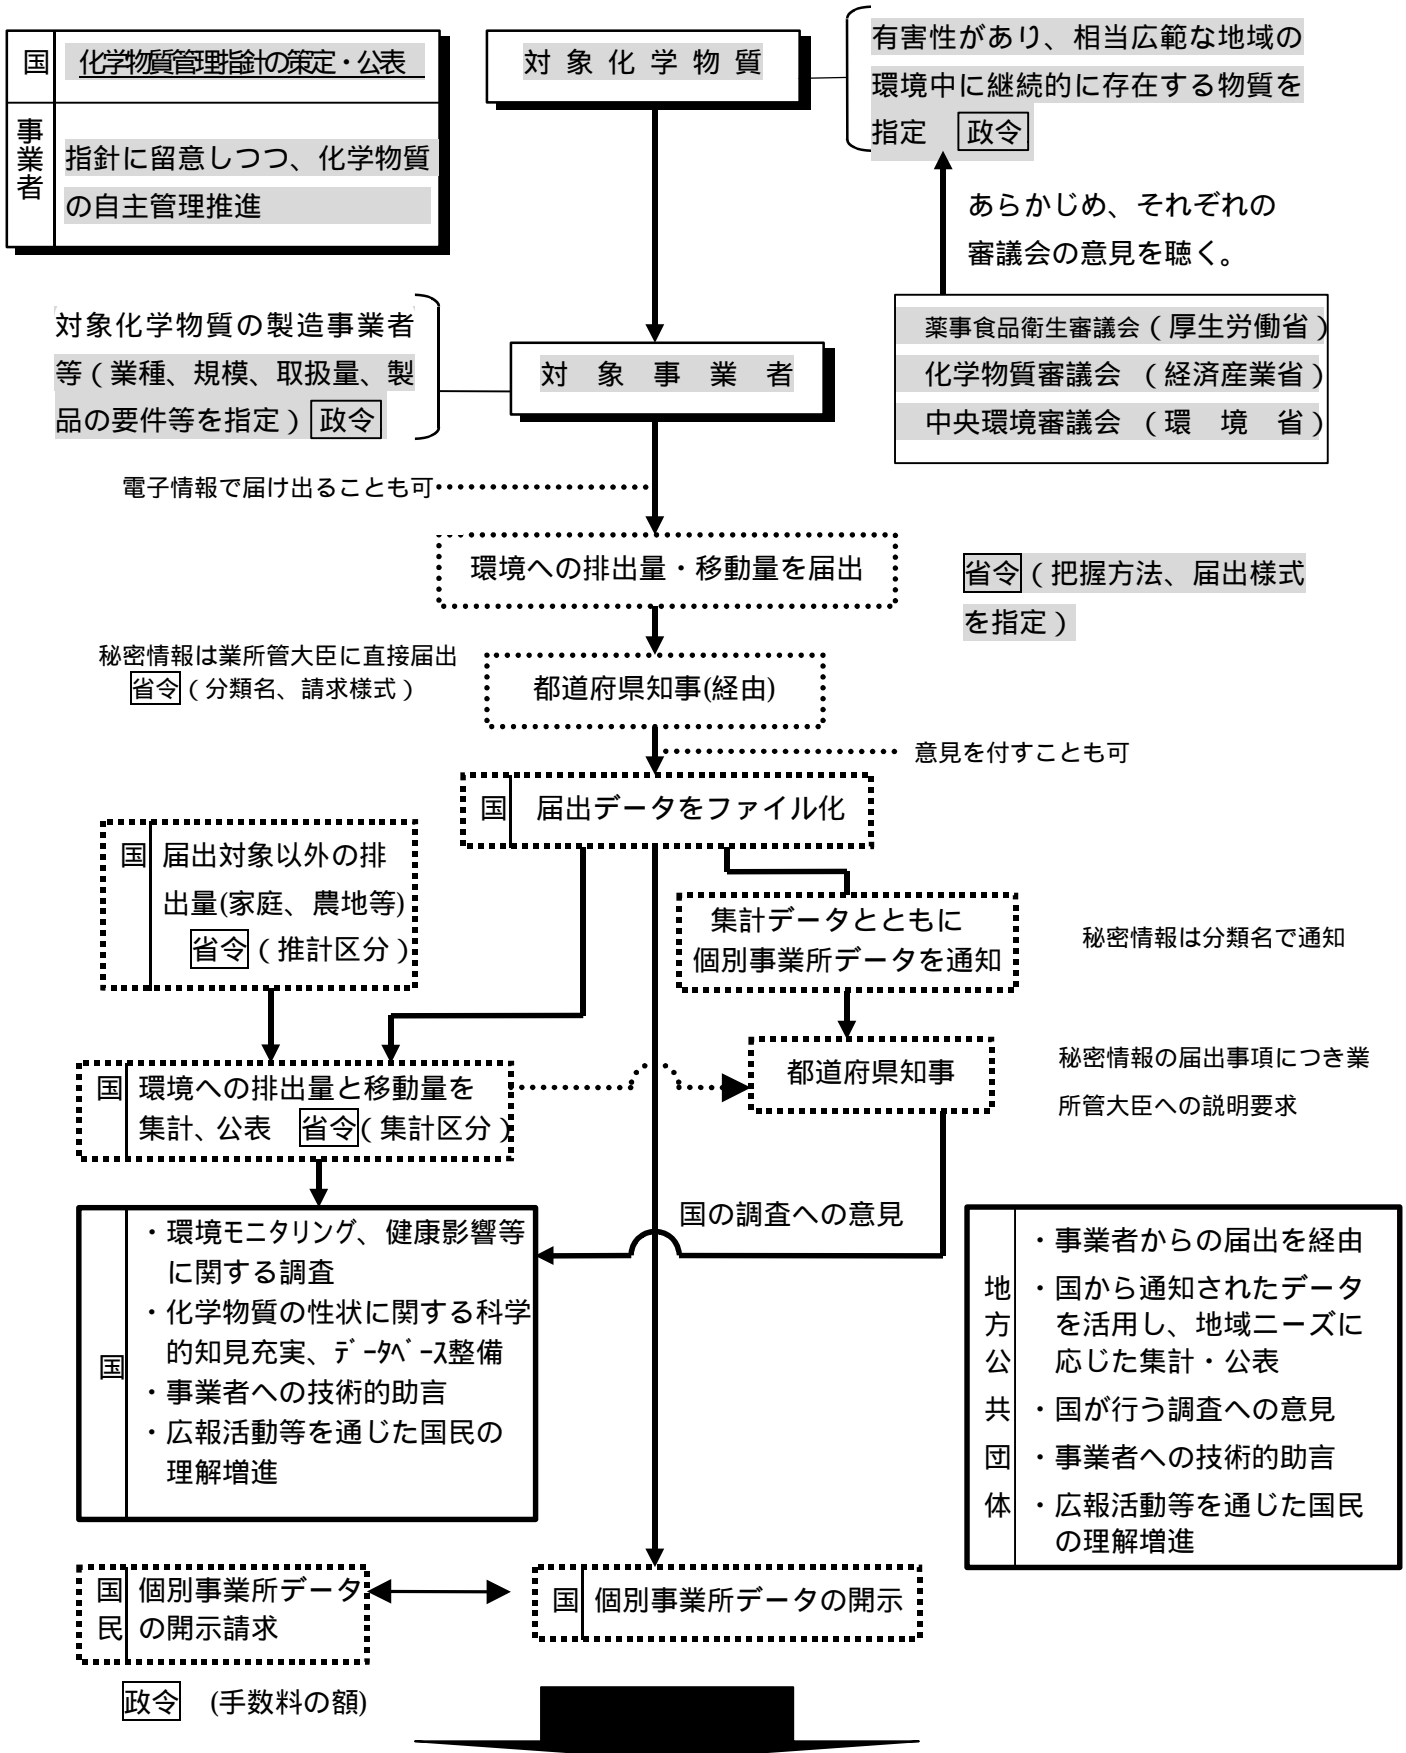 国
化学物質管理指針の策定・公表
事業者
指針に留意しつつ、化学物質
の自主管理推進
対象化学物質
有害性があり、相当広範な地域の
環境中に継続的に存在する物質を
指定 政令
あらかじめ、それぞれの
審議会の意見を聴く。
薬事食品衛生審議会（厚生労働省）
化学物質審議会 （経済産業省）
中央環境審議会 （環 境 省）
対象化学物質の製造事業者
等（業種、規模、取扱量、製
品の要件等を指定）政令
対象事業者
電子情報で届け出ることも可
環境への排出量・移動量を届出
省令（把握方法、届出様式
を指定）
秘密情報は業所管大臣に直接届出
省令（分類名、請求様式）
都道府県知事(経由)
意見を付すことも可
国 届出データをファイル化
国 届出対象以外の排
出量(家庭、農地等)
省令（推計区分）
集計データとともに
個別事業所データを通知
秘密情報は分類名で通知
国 環境への排出量と移動量を
集計、公表 省令（集計区分）
都道府県知事
秘密情報の届出事項につき業
所管大臣への説明要求
国の調査への意見
国
・環境モニタリング、健康影響等
に関する調査
・化学物質の性状に関する科学
的知見充実、ﾃﾞｰﾀﾍﾞｰｽ整備
・事業者への技術的助言
・広報活動等を通じた国民の
理解増進
地方公共団体
・事業者からの届出を経由
・国から通知されたデータ
を活用し、地域ニーズに
応じた集計・公表
・国が行う調査への意見
・事業者への技術的助言
・広報活動等を通じた国民
の理解増進
国民
個別事業所データ
の開示請求
国 個別事業所データの開示
政令 (手数料の額)